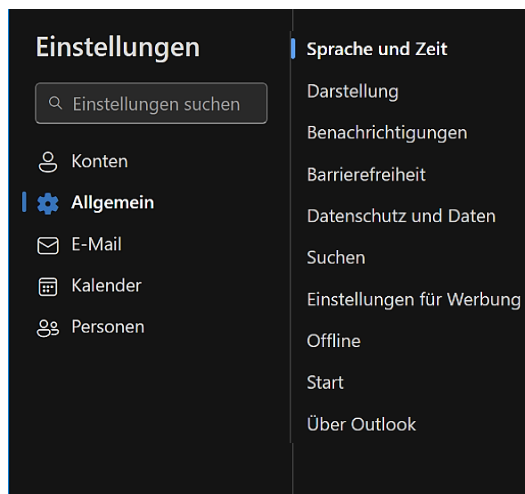 Einstellungen
Einstellungen suchen
Konten
Allgemein
E-Mail
Kalender
Personen
Sprache und Zeit
Darstellung
Benachrichtigungen
Barrierefreiheit
Datenschutz und Daten
Suchen
Einstellungen für Werbung
Offline
Start
Über Outlook